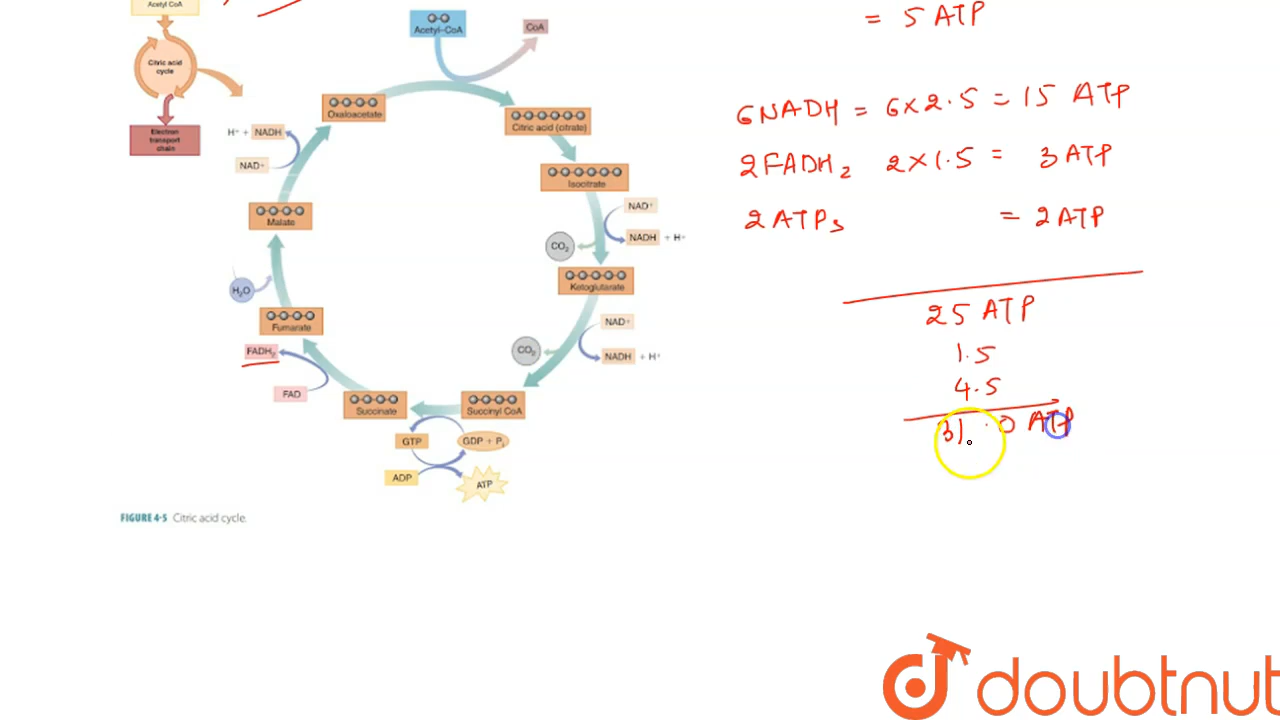 Acetyl CoA
Citric acid
cycle
Electron
transport
chain
Acetyl–CoA
CoA
Oxaloacetate
Citric acid (citrate)
Isocitrate
NAD+
NADH + H+
CO2
Ketoglutarate
NAD+
NADH + H+
CO2
Succinyl CoA
GDP + Pi
GTP
ADP
ATP
Succinate
FAD
FADH2
Fumarate
H2O
Malate
NAD+
H+ + NADH
FIGURE 4-5 Citric acid cycle.
= 5 ATP
6NADH = 6×2.5 = 15 ATP
2FADH2 2×1.5 = 3ATP
2ATPs = 2ATP
25 ATP
1.5
4.5
31.0 ATP
doubtnut